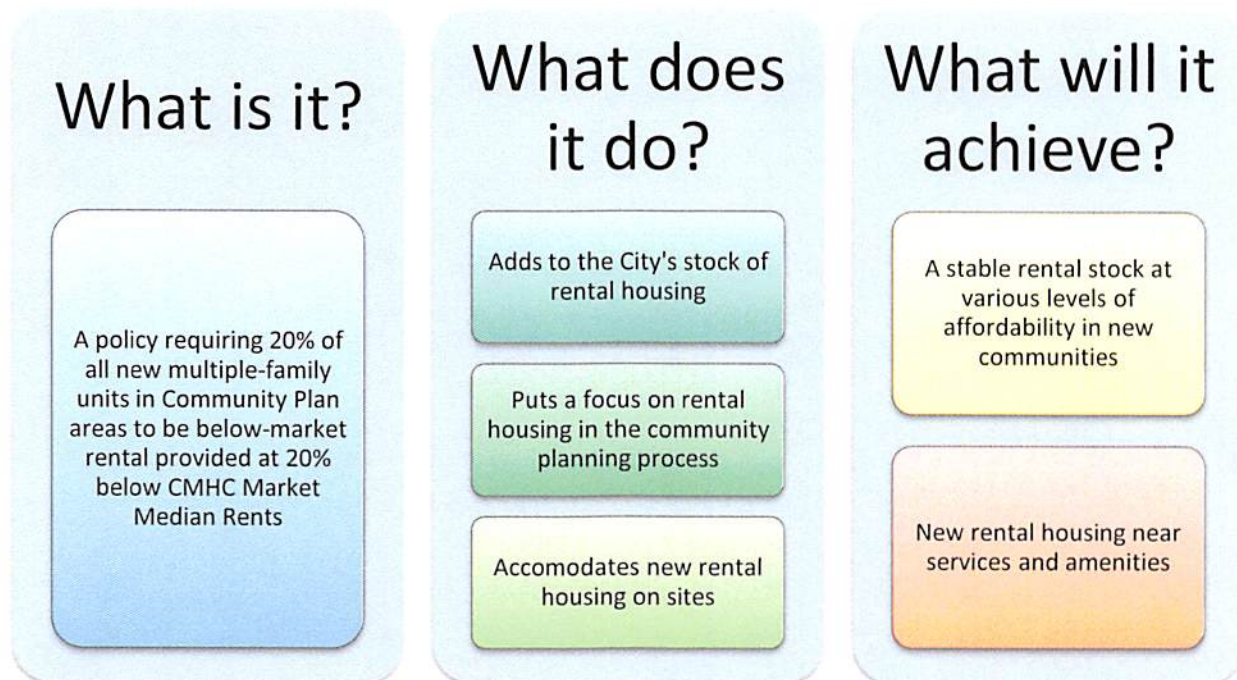 What is it?
A policy requiring 20% of
all new multiple-family
units in Community Plan
areas to be below-market
rental provided at 20%
below CMHC Market
Median Rents
What does
it do?
Adds to the City's stock of
rental housing
Puts a focus on rental
housing in the community
planning process
Accomodates new rental
housing on sites
What will it
achieve?
A stable rental stock at
various levels of
affordability in new
communities
New rental housing near
services and amenities